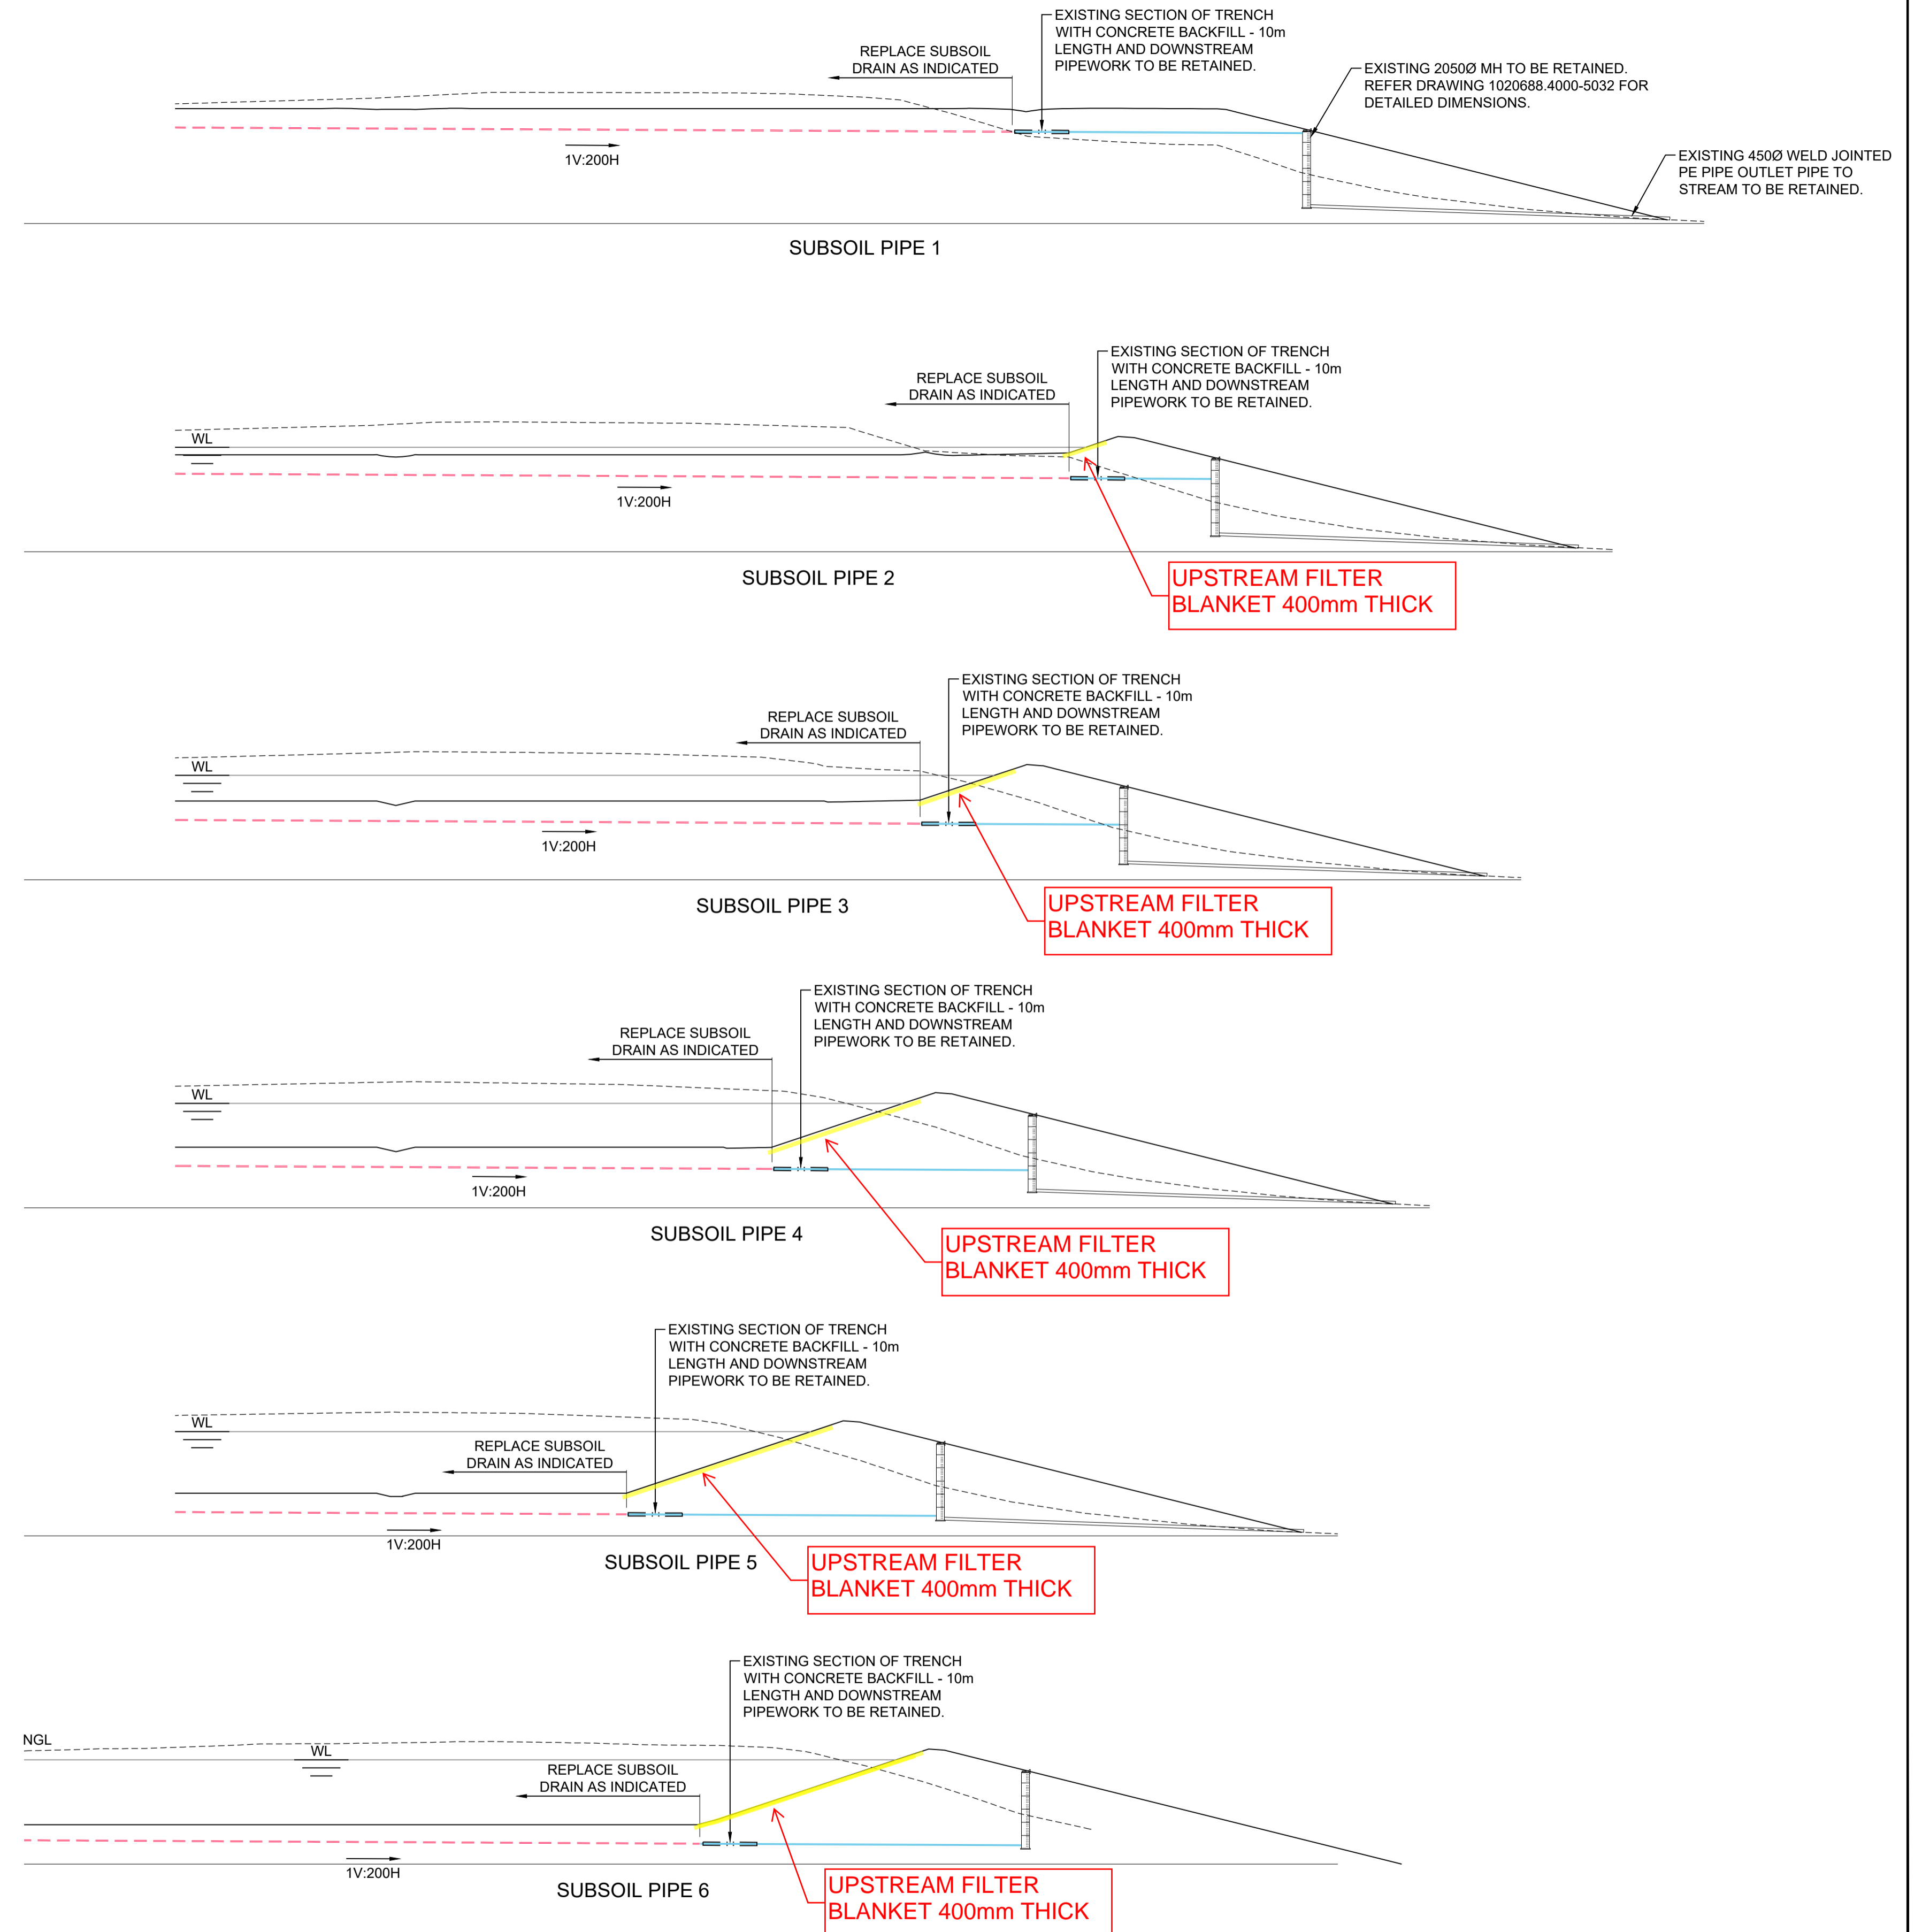 EXISTING SECTION OF TRENCH
WITH CONCRETE BACKFILL - 10m
LENGTH AND DOWNSTREAM
PIPEWORK TO BE RETAINED.
REPLACE SUBSOIL
DRAIN AS INDICATED
EXISTING 2050Ø MH TO BE RETAINED.
REFER DRAWING 1020688.4000-5032 FOR
DETAILED DIMENSIONS.
1V:200H
EXISTING 450Ø WELD JOINTED
PE PIPE OUTLET PIPE TO
STREAM TO BE RETAINED.
SUBSOIL PIPE 1
EXISTING SECTION OF TRENCH
WITH CONCRETE BACKFILL - 10m
LENGTH AND DOWNSTREAM
PIPEWORK TO BE RETAINED.
REPLACE SUBSOIL
DRAIN AS INDICATED
WL
1V:200H
SUBSOIL PIPE 2
UPSTREAM FILTER
BLANKET 400mm THICK
EXISTING SECTION OF TRENCH
WITH CONCRETE BACKFILL - 10m
LENGTH AND DOWNSTREAM
PIPEWORK TO BE RETAINED.
REPLACE SUBSOIL
DRAIN AS INDICATED
WL
1V:200H
SUBSOIL PIPE 3
UPSTREAM FILTER
BLANKET 400mm THICK
EXISTING SECTION OF TRENCH
WITH CONCRETE BACKFILL - 10m
LENGTH AND DOWNSTREAM
PIPEWORK TO BE RETAINED.
REPLACE SUBSOIL
DRAIN AS INDICATED
WL
1V:200H
SUBSOIL PIPE 4
UPSTREAM FILTER
BLANKET 400mm THICK
EXISTING SECTION OF TRENCH
WITH CONCRETE BACKFILL - 10m
LENGTH AND DOWNSTREAM
PIPEWORK TO BE RETAINED.
WL
REPLACE SUBSOIL
DRAIN AS INDICATED
1V:200H
SUBSOIL PIPE 5
UPSTREAM FILTER
BLANKET 400mm THICK
EXISTING SECTION OF TRENCH
WITH CONCRETE BACKFILL - 10m
LENGTH AND DOWNSTREAM
PIPEWORK TO BE RETAINED.
NGL
WL
REPLACE SUBSOIL
DRAIN AS INDICATED
1V:200H
SUBSOIL PIPE 6
UPSTREAM FILTER
BLANKET 400mm THICK